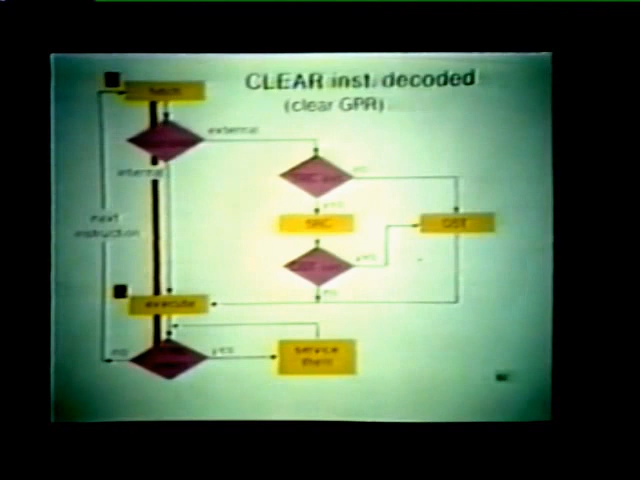 CLEAR inst. decoded
(clear GPR)
fetch
external
internal
no
yes
SRC
DST
next
instruction
yes
no
execute
no
yes
service
them